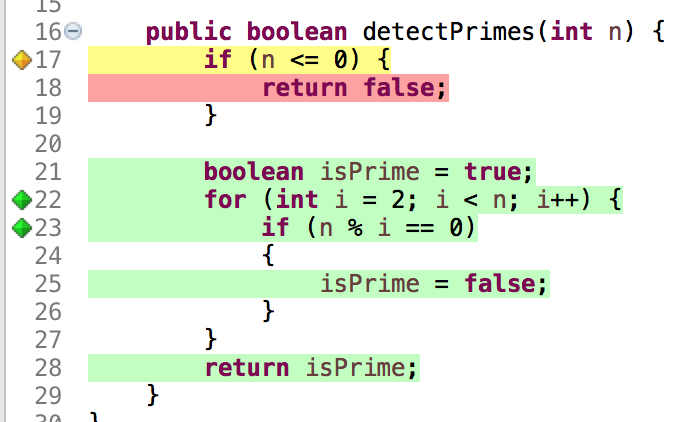 15
16 public boolean detectPrimes(int n) {
17 if (n <= 0) {
18 return false;
19 }
20
21 boolean isPrime = true;
22 for (int i = 2; i < n; i++) {
23 if (n % i == 0)
24 {
25 isPrime = false;
26 }
27 }
28 return isPrime;
29 }
30 }